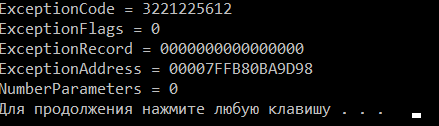 ExceptionCode = 3221225612
ExceptionFlags = 0
ExceptionRecord = 0000000000000000
ExceptionAddress = 00007FFB80BA9D98
NumberParameters = 0
Для продолжения нажмите любую клавишу . . .